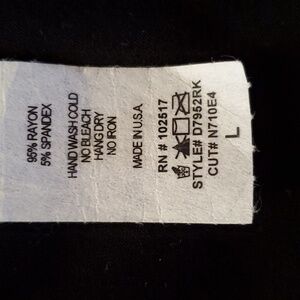 95% RAYON
5% SPANDEX
HAND WASH COLD
NO BLEACH
HANG DRY
NO IRON
MADE IN U.S.A.
RN # 102517
STYLE# D7952RK
CUT# N710E4
L